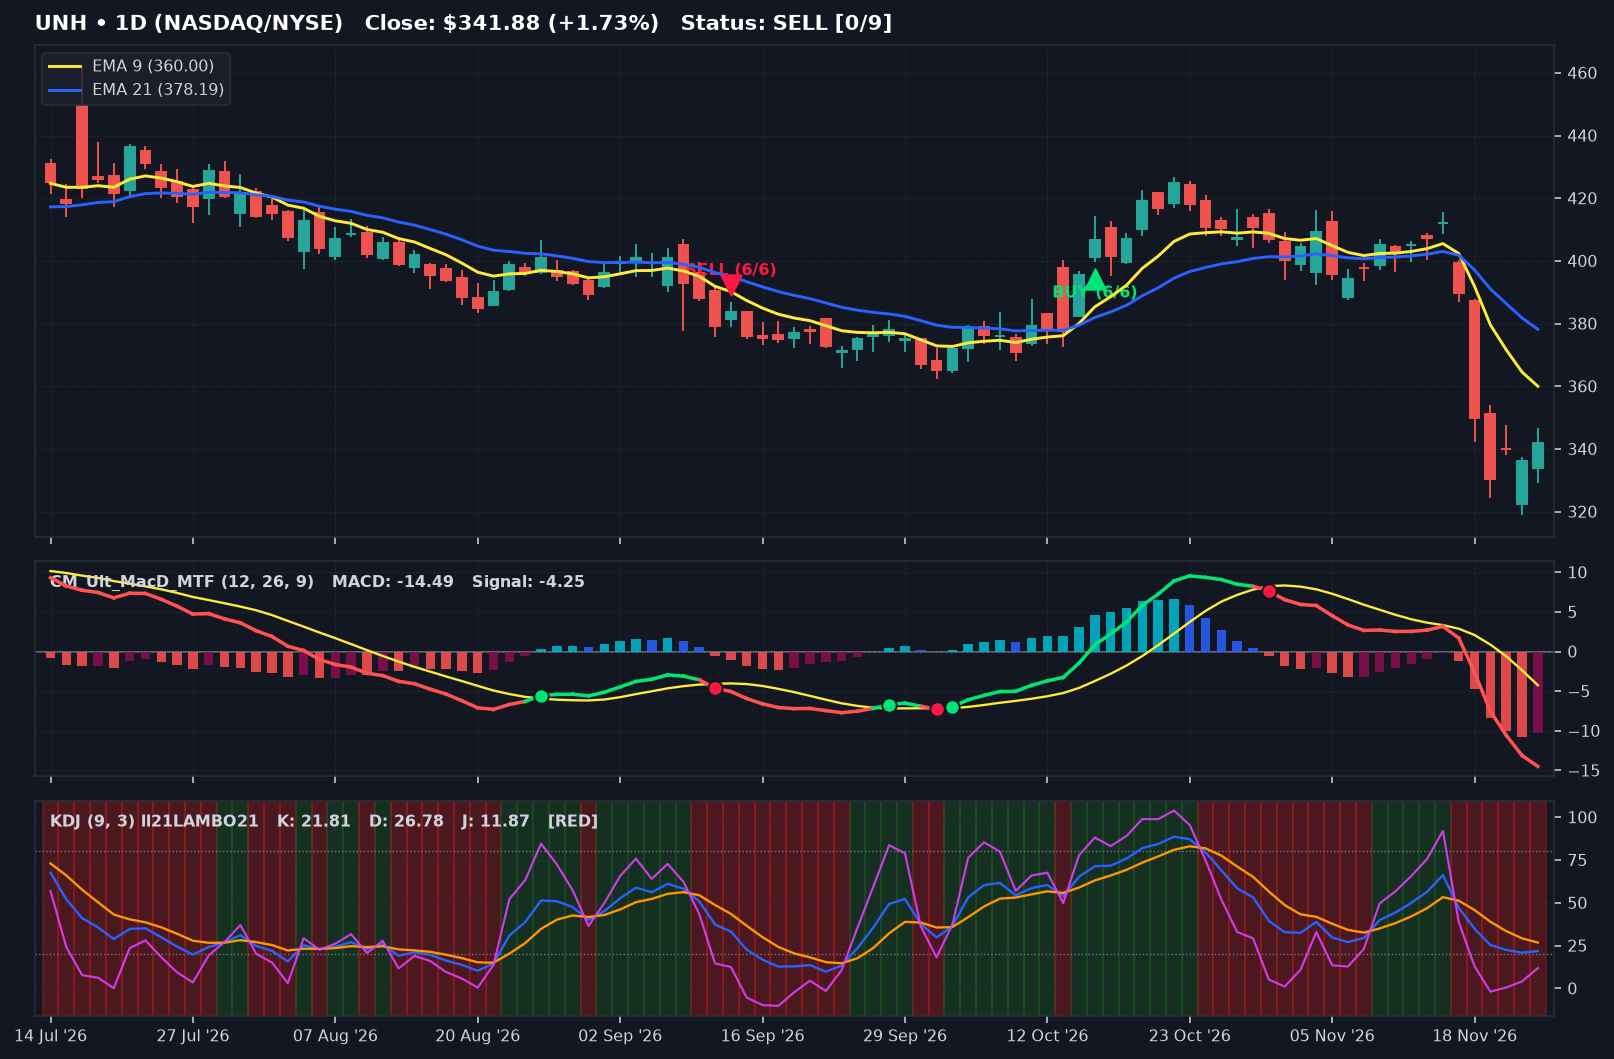 UNH • 1D (NASDAQ/NYSE)   Close: $341.88 (+1.73%)   Status: SELL [0/9]
EMA 9 (360.00)
EMA 21 (378.19)
460
440
420
400
380
360
340
320
SELL (6/6)
BUY (6/6)
CM_Ult_MacD_MTF (12, 26, 9)   MACD: -14.49   Signal: -4.25
10
5
0
−5
−10
−15
KDJ (9, 3) II21LAMBO21   K: 21.81   D: 26.78   J: 11.87   [RED]
100
75
50
25
0
14 Jul '26
27 Jul '26
07 Aug '26
20 Aug '26
02 Sep '26
16 Sep '26
29 Sep '26
12 Oct '26
23 Oct '26
05 Nov '26
18 Nov '26